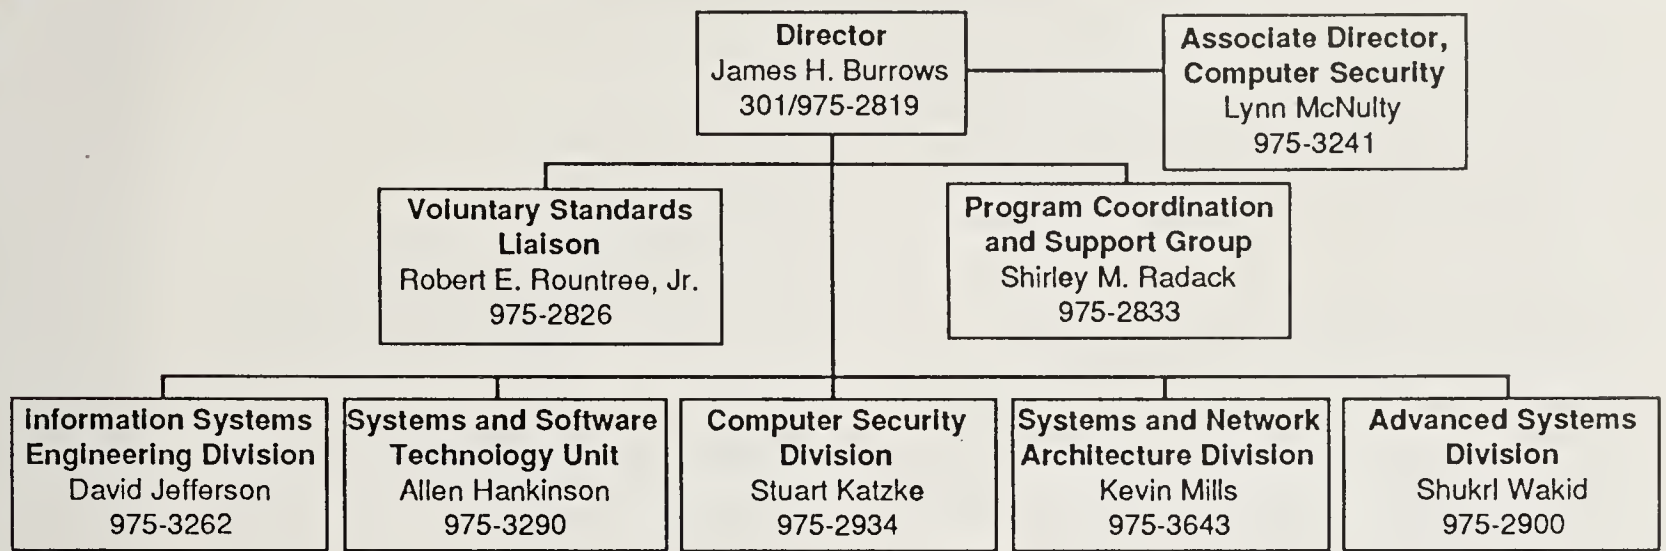 Director
James H. Burrows
301/975-2819
Associate Director,
Computer Security
Lynn McNulty
975-3241
Voluntary Standards
Liaison
Robert E. Rountree, Jr.
975-2826
Program Coordination
and Support Group
Shirley M. Radack
975-2833
Information Systems
Engineering Division
David Jefferson
975-3262
Systems and Software
Technology Unit
Allen Hankinson
975-3290
Computer Security
Division
Stuart Katzke
975-2934
Systems and Network
Architecture Division
Kevin Mills
975-3643
Advanced Systems
Division
Shukri Wakid
975-2900